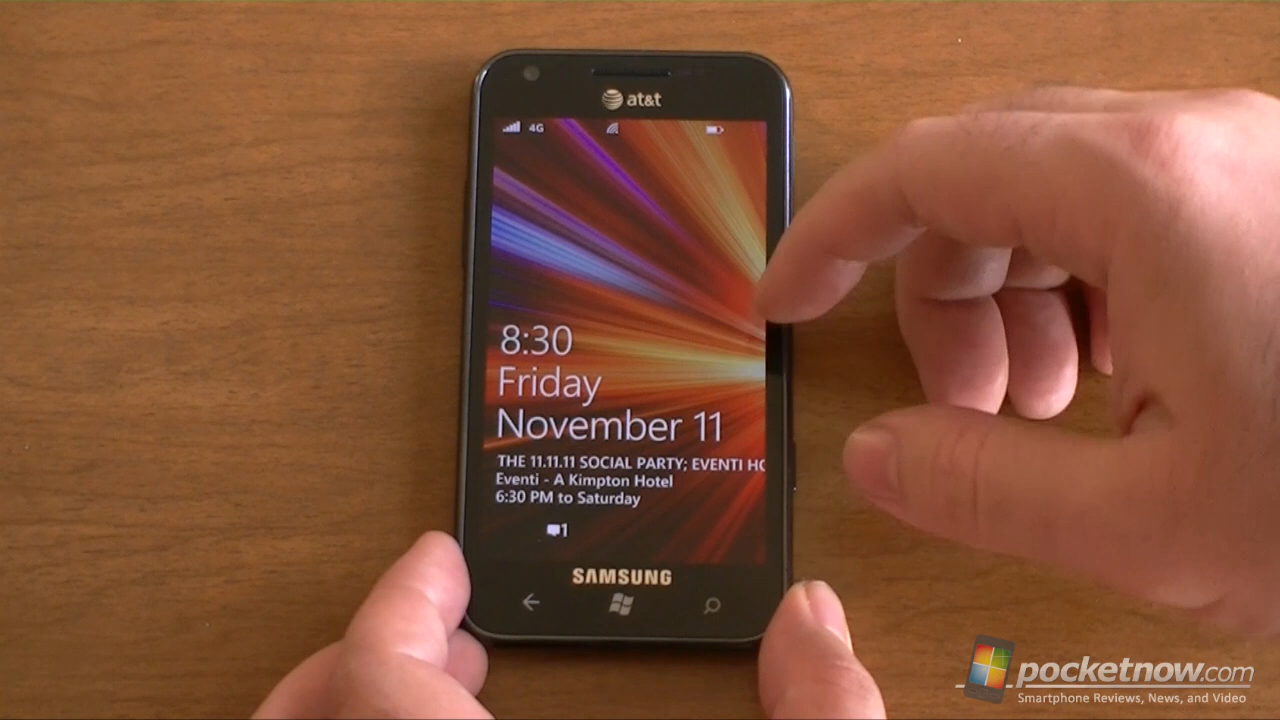 at&t
4G
8:30
Friday
November 11
THE 11.11.11 SOCIAL PARTY; EVENTI HO
Eventi - A Kimpton Hotel
6:30 PM to Saturday
1
SAMSUNG
pocketnow.com
Smartphone Reviews, News, and Video